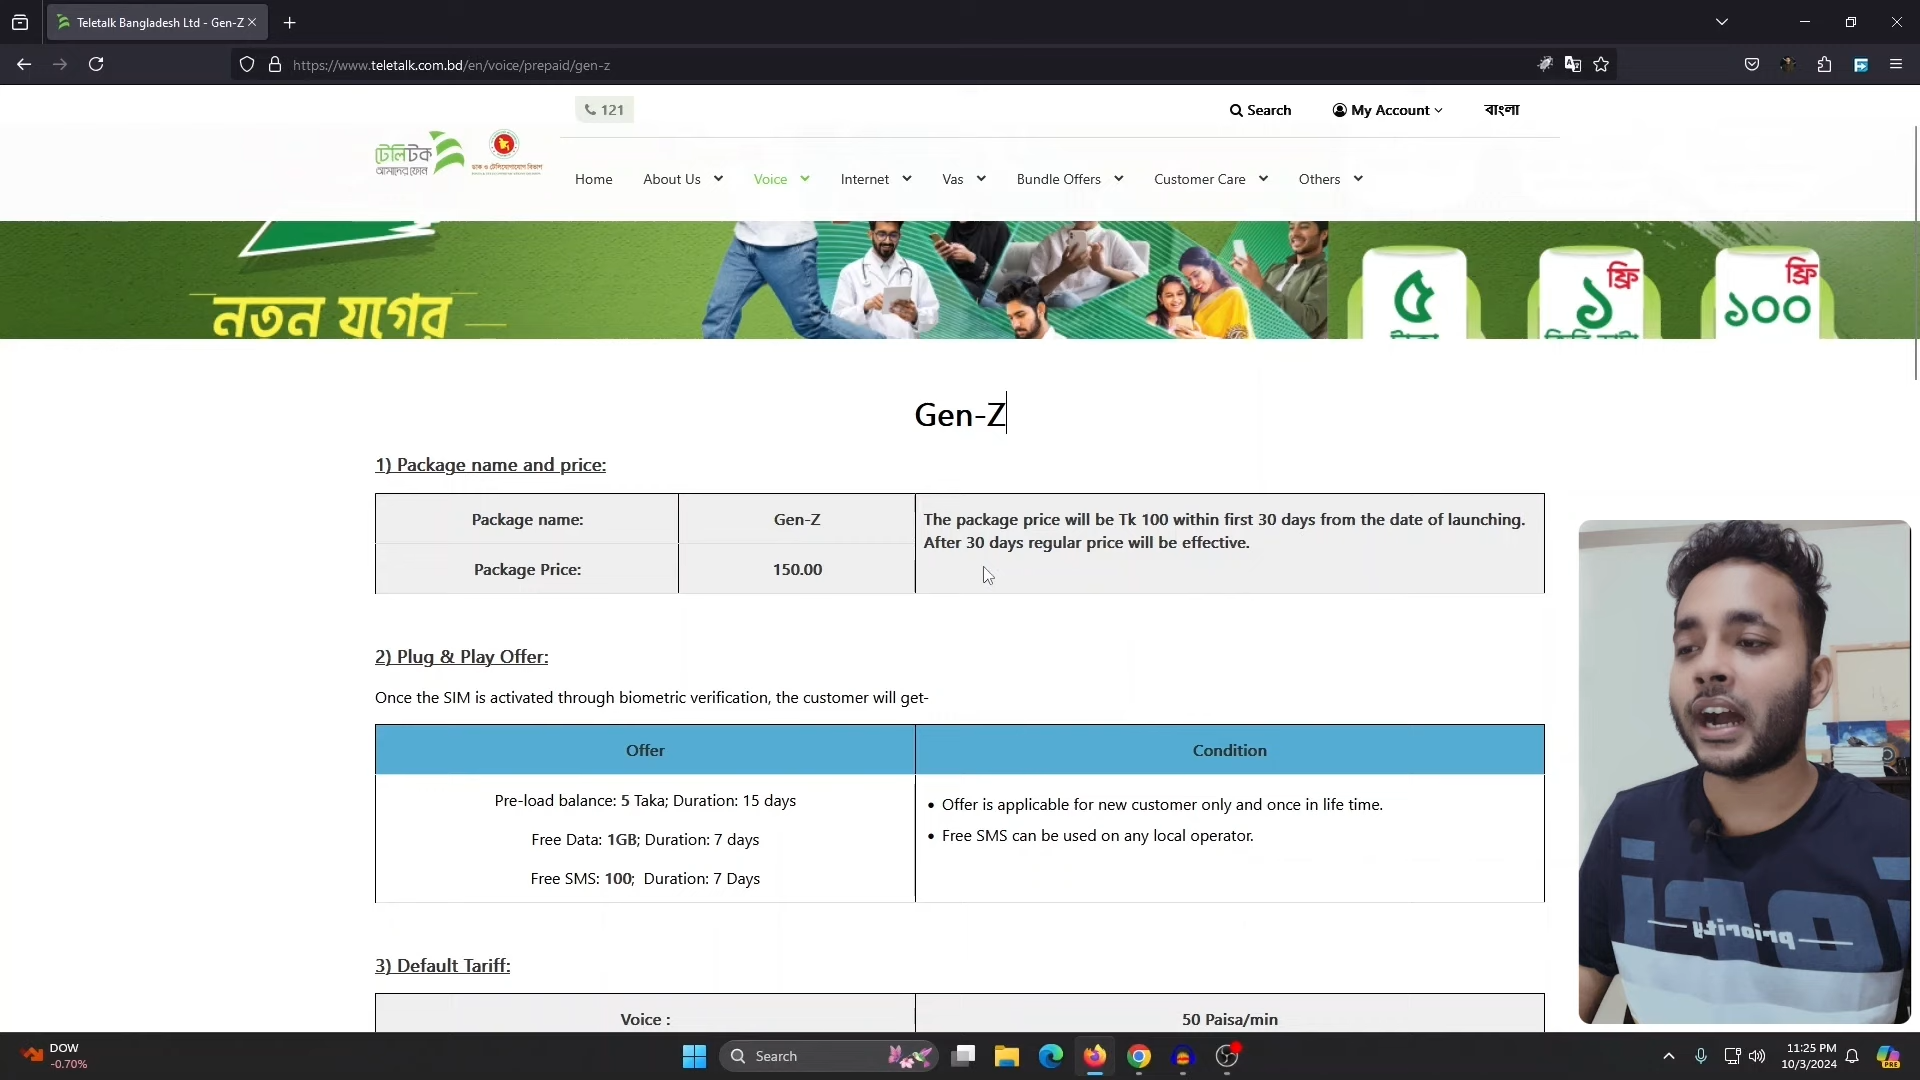 Teletalk Bangladesh Ltd - Gen-Z
https://www.teletalk.com.bd/en/voice/prepaid/gen-z
121
Search
My Account
বাংলা
টেলিটক
আমাদের ফোন
ডাক ও টেলিযোগাযোগ বিভাগ
Home
About Us
Voice
Internet
Vas
Bundle Offers
Customer Care
Others
নতুন যুগের
৫
টাকা
ফ্রি
১
ফ্রি
১০০
Gen-Z
1) Package name and price:
Package name:
Gen-Z
The package price will be Tk 100 within first 30 days from the date of launching.
After 30 days regular price will be effective.
Package Price:
150.00
2) Plug & Play Offer:
Once the SIM is activated through biometric verification, the customer will get-
Offer
Condition
Pre-load balance: 5 Taka; Duration: 15 days
Free Data: 1GB; Duration: 7 days
Free SMS: 100; Duration: 7 Days
• Offer is applicable for new customer only and once in life time.
• Free SMS can be used on any local operator.
3) Default Tariff:
Voice :
50 Paisa/min
priority
DOW
-0.70%
Search
11:25 PM
10/3/2024
PRE